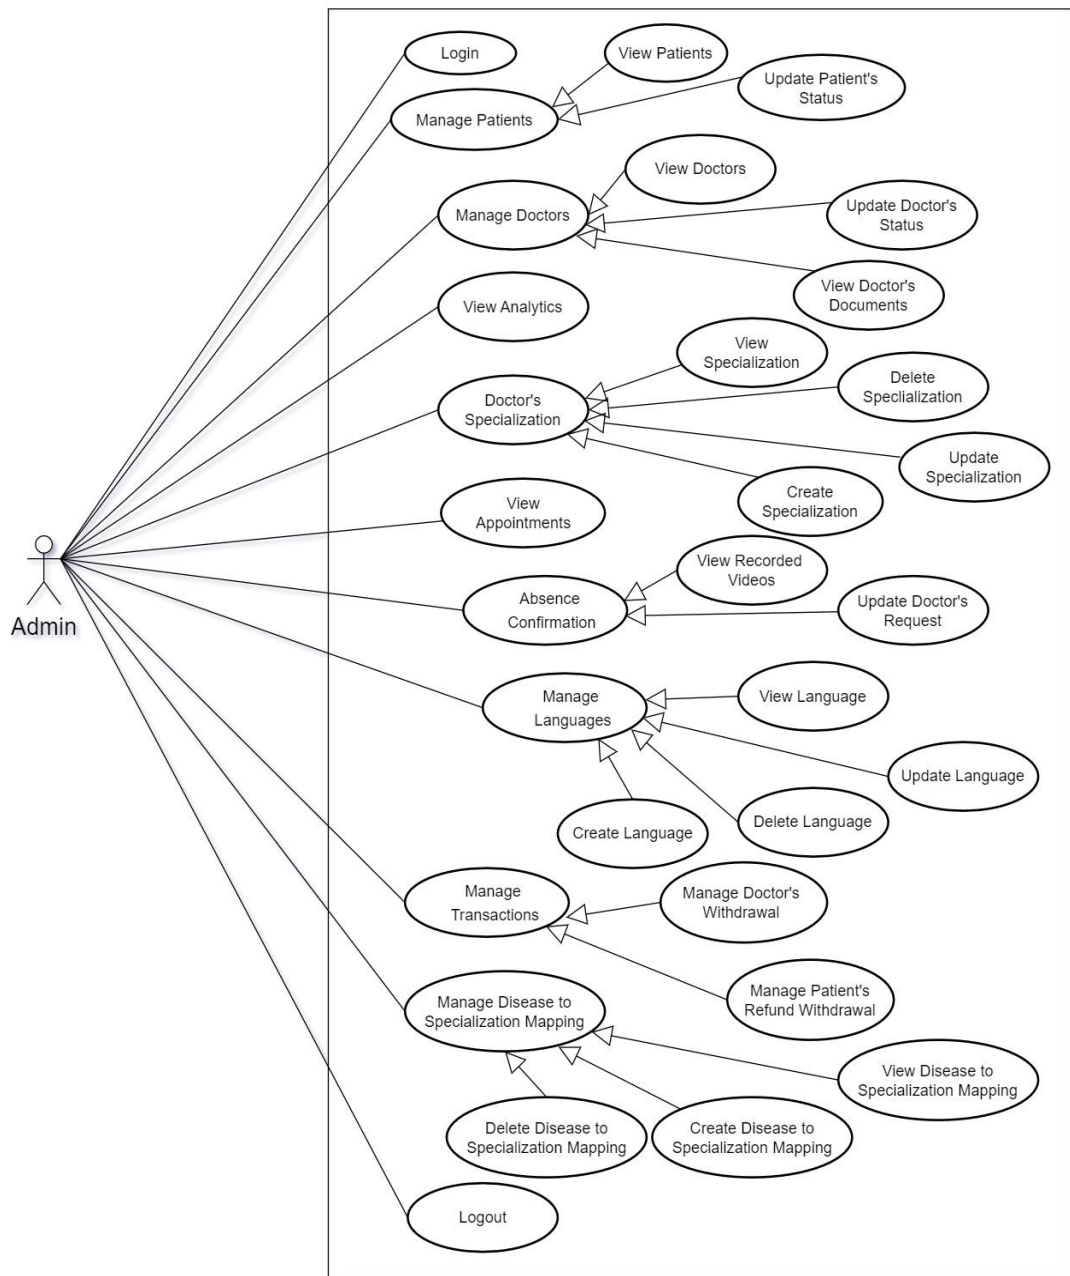 Login
View Patients
Update Patient's
Status
Manage Patients
View Doctors
Manage Doctors
Update Doctor's
Status
View Doctor's
Documents
View Analytics
View
Specialization
Delete
Speclialization
Doctor's
Specialization
Update
Specialization
Create
Specialization
View
Appointments
View Recorded
Videos
Absence
Confirmation
Update Doctor's
Request
Admin
Manage
Languages
View Language
Update Language
Create Language
Delete Language
Manage
Transactions
Manage Doctor's
Withdrawal
Manage Patient's
Refund Withdrawal
Manage Disease to
Specialization Mapping
View Disease to
Specialization Mapping
Delete Disease to
Specialization Mapping
Create Disease to
Specialization Mapping
Logout